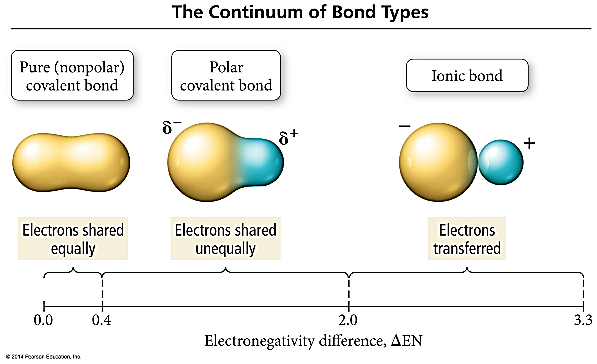 The Continuum of Bond Types
Pure (nonpolar)
covalent bond
Polar
covalent bond
Ionic bond
δ−
δ+
−
+
Electrons shared
equally
Electrons shared
unequally
Electrons
transferred
0.0
0.4
2.0
3.3
Electronegativity difference, ΔEN
© 2014 Pearson Education, Inc.